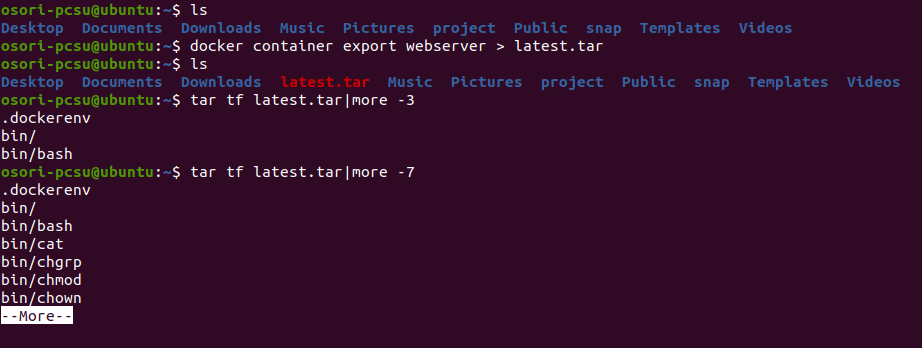 osori-pcsu@ubuntu:~$ ls
Desktop  Documents  Downloads  Music  Pictures  project  Public  snap  Templates  Videos
osori-pcsu@ubuntu:~$ docker container export webserver > latest.tar
osori-pcsu@ubuntu:~$ ls
Desktop  Documents  Downloads  latest.tar  Music  Pictures  project  Public  snap  Templates  Videos
osori-pcsu@ubuntu:~$ tar tf latest.tar|more -3
.dockerenv
bin/
bin/bash
osori-pcsu@ubuntu:~$ tar tf latest.tar|more -7
.dockerenv
bin/
bin/bash
bin/cat
bin/chgrp
bin/chmod
bin/chown
--More--